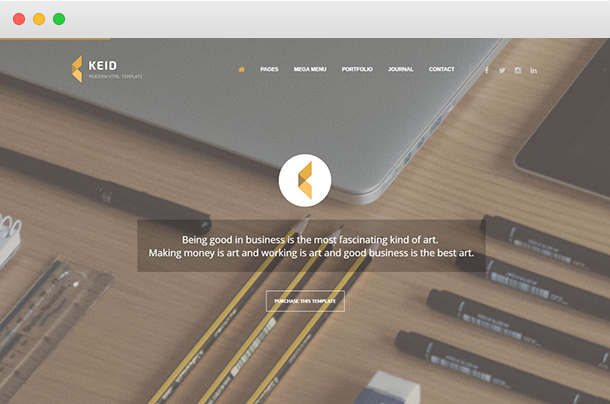 KEID
MODERN HTML TEMPLATE
PAGES
MEGA MENU
PORTFOLIO
JOURNAL
CONTACT
Being good in business is the most fascinating kind of art.
Making money is art and working is art and good business is the best art.
PURCHASE THIS TEMPLATE